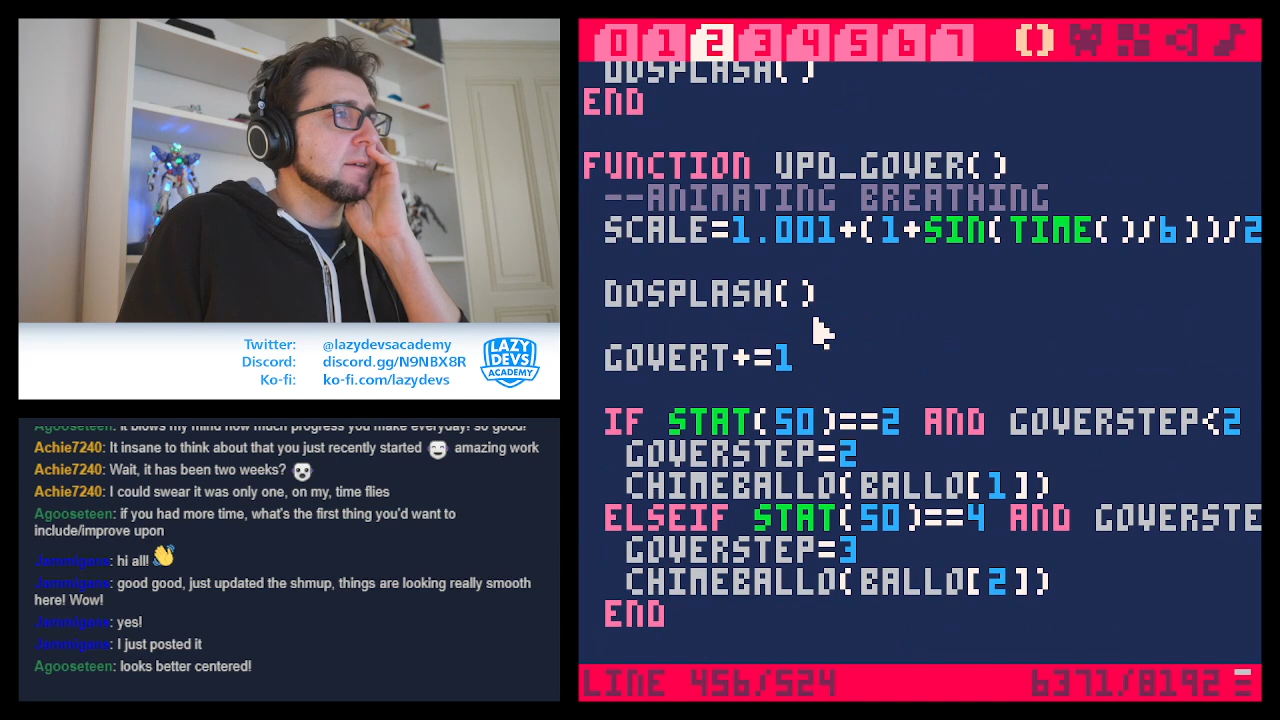 Twitter: @lazydevsacademy
Discord: discord.gg/N9NBX8R
Ko-fi: ko-fi.com/lazydevs
LAZY
DEVS
ACADEMY
Agooseteen: it blows my mind how much progress you make everyday! so good!
Achie7240: It insane to think about that you just recently started amazing work
Achie7240: Wait, it has been two weeks?
Achie7240: I could swear it was only one, on my, time flies
Agooseteen: if you had more time, what's the first thing you'd want to
include/improve upon
Jammigans: hi all!
Jammigans: good good, just updated the shmup, things are looking really smooth
here! Wow!
Jammigans: yes!
Jammigans: I just posted it
Agooseteen: looks better centered!
0 1 2 3 4 5 6 7 ()
DOSPLASH()
END
FUNCTION UPD_GOVER()
--ANIMATING BREATHING
SCALE=1.001+(1+SIN(TIME()/6))/2
DOSPLASH()
GOVERT+=1
IF STAT(50)==2 AND GOVERSTEP<2
GOVERSTEP=2
CHIMEBALLO(BALLO[1])
ELSEIF STAT(50)==4 AND GOVERSTE
GOVERSTEP=3
CHIMEBALLO(BALLO[2])
END
LINE 456/524
6371/8192